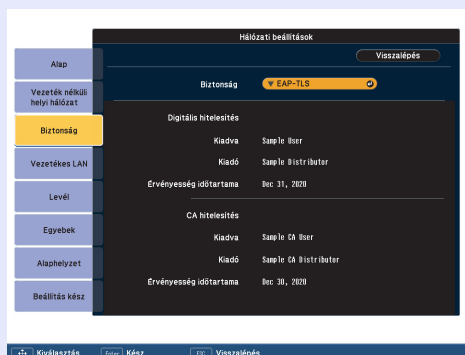 Hálózati beállítások
Visszalépés
Alap
Vezeték nélküli
helyi hálózat
Biztonság
Vezetékes LAN
Levél
Egyebek
Alaphelyzet
Beállítás kész
Biztonság
EAP-TLS
Digitális hitelesítés
Kiadva Sample User
Kiadó Sample Distributor
Érvényesség időtartama Dec 31, 2020
CA hitelesítés
Kiadva Sample CA User
Kiadó Sample CA Distributor
Érvényesség időtartama Dec 30, 2020
Kiválasztás Enter Kész ESC Visszalépés